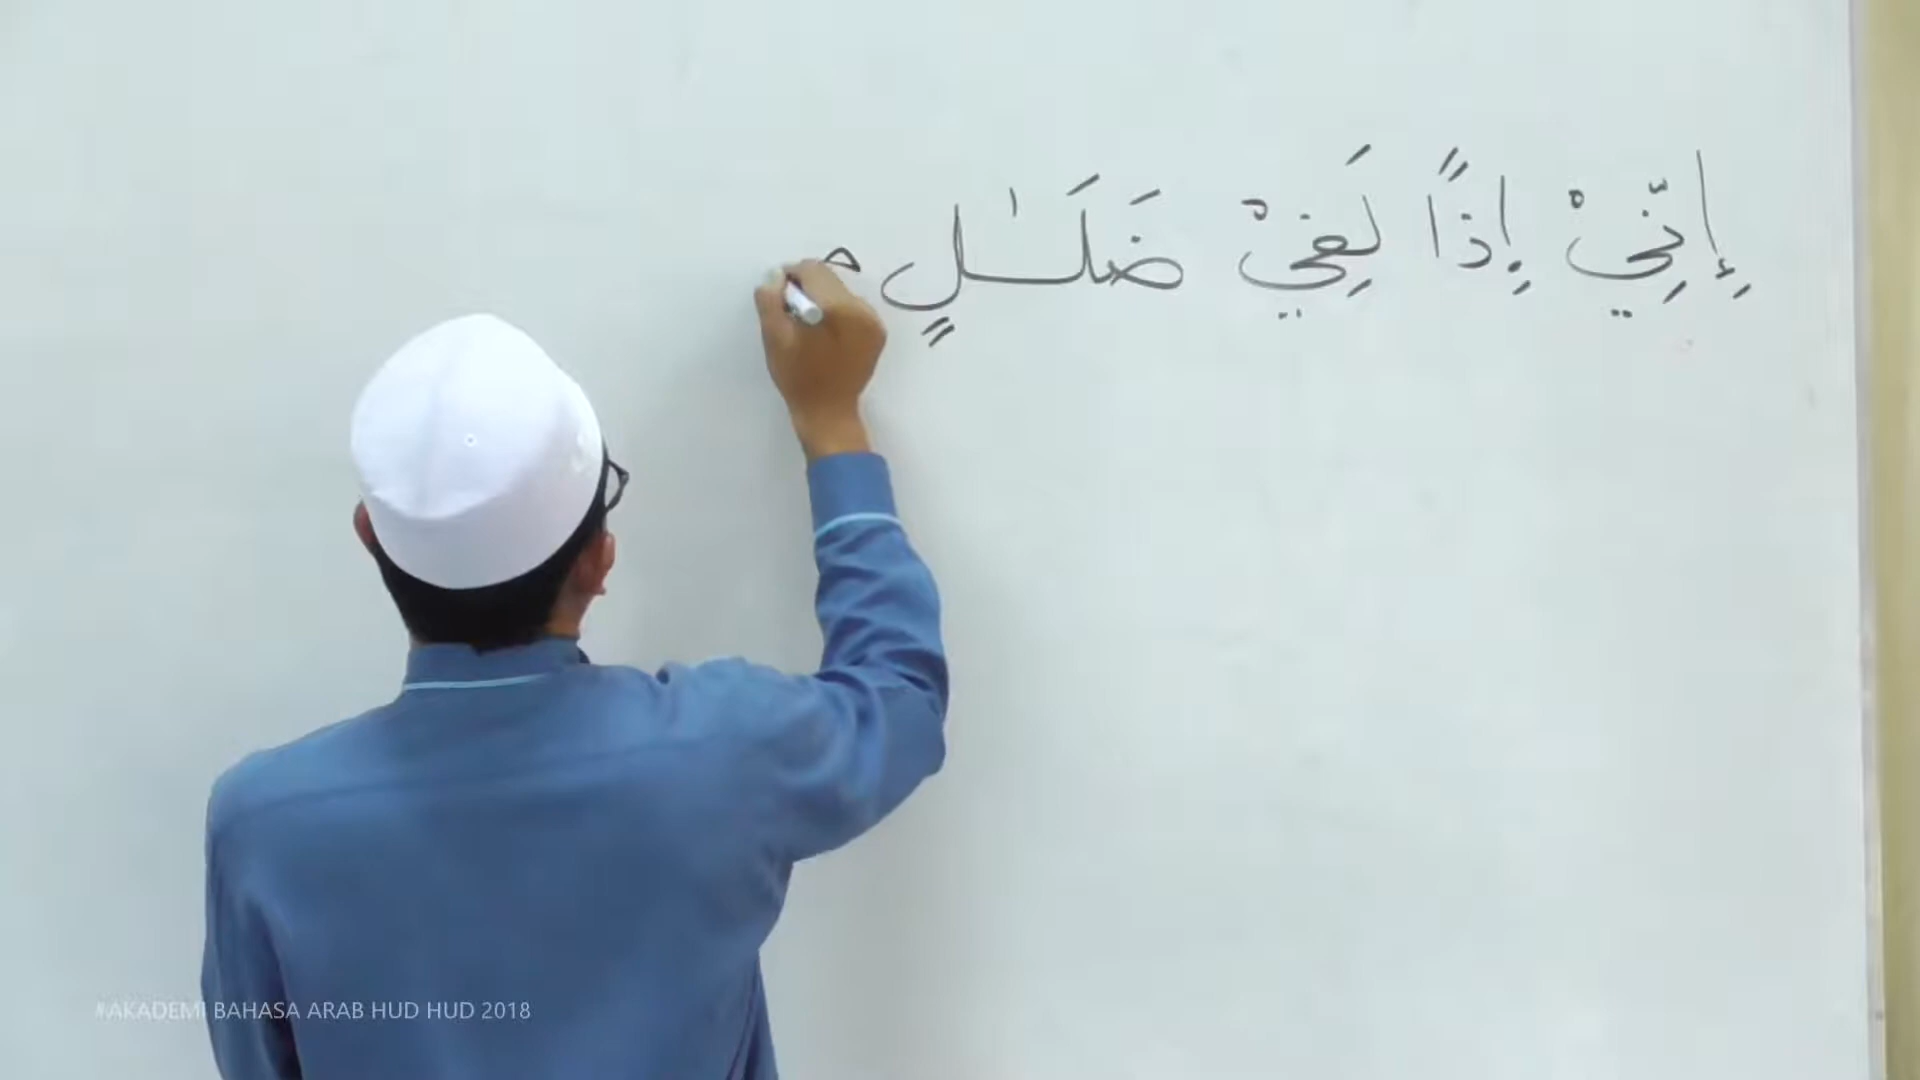 إِنِّيْ إِذًا لَفِيْ ضَلَـٰلٍ
#AKADEMI BAHASA ARAB HUD HUD 2018